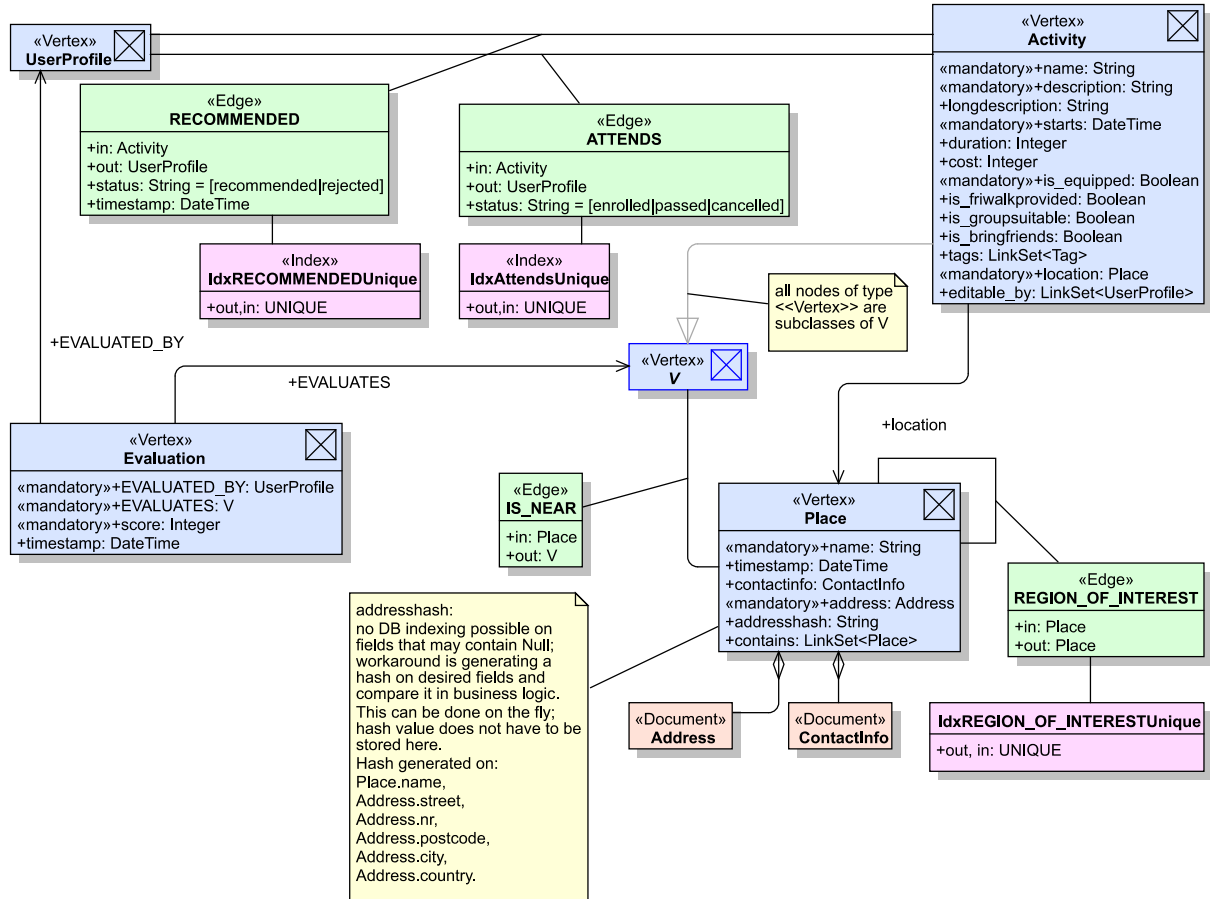 «Vertex»
UserProfile
«Vertex»
Activity
«mandatory»+name: String
«mandatory»+description: String
+longdescription: String
«mandatory»+starts: DateTime
+duration: Integer
+cost: Integer
«mandatory»+is_equipped: Boolean
+is_friwalkprovided: Boolean
+is_groupsuitable: Boolean
+is_bringfriends: Boolean
+tags: LinkSet<Tag>
«mandatory»+location: Place
+editable_by: LinkSet<UserProfile>
«Edge»
RECOMMENDED
+in: Activity
+out: UserProfile
+status: String = [recommended|rejected]
+timestamp: DateTime
«Edge»
ATTENDS
+in: Activity
+out: UserProfile
+status: String = [enrolled|passed|cancelled]
«Index»
IdxRECOMMENDEDUnique
+out,in: UNIQUE
«Index»
IdxAttendsUnique
+out,in: UNIQUE
all nodes of type
<<Vertex>> are
subclasses of V
+EVALUATED_BY
«Vertex»
V
+EVALUATES
+location
«Vertex»
Evaluation
«mandatory»+EVALUATED_BY: UserProfile
«mandatory»+EVALUATES: V
«mandatory»+score: Integer
+timestamp: DateTime
«Edge»
IS_NEAR
+in: Place
+out: V
«Vertex»
Place
«mandatory»+name: String
+timestamp: DateTime
+contactinfo: ContactInfo
«mandatory»+address: Address
+addresshash: String
+contains: LinkSet<Place>
«Edge»
REGION_OF_INTEREST
+in: Place
+out: Place
addresshash:
no DB indexing possible on
fields that may contain Null;
workaround is generating a
hash on desired fields and
compare it in business logic.
This can be done on the fly;
hash value does not have to be
stored here.
Hash generated on:
Place.name,
Address.street,
Address.nr,
Address.postcode,
Address.city,
Address.country.
«Document»
Address
«Document»
ContactInfo
IdxREGION_OF_INTERESTUnique
+out, in: UNIQUE